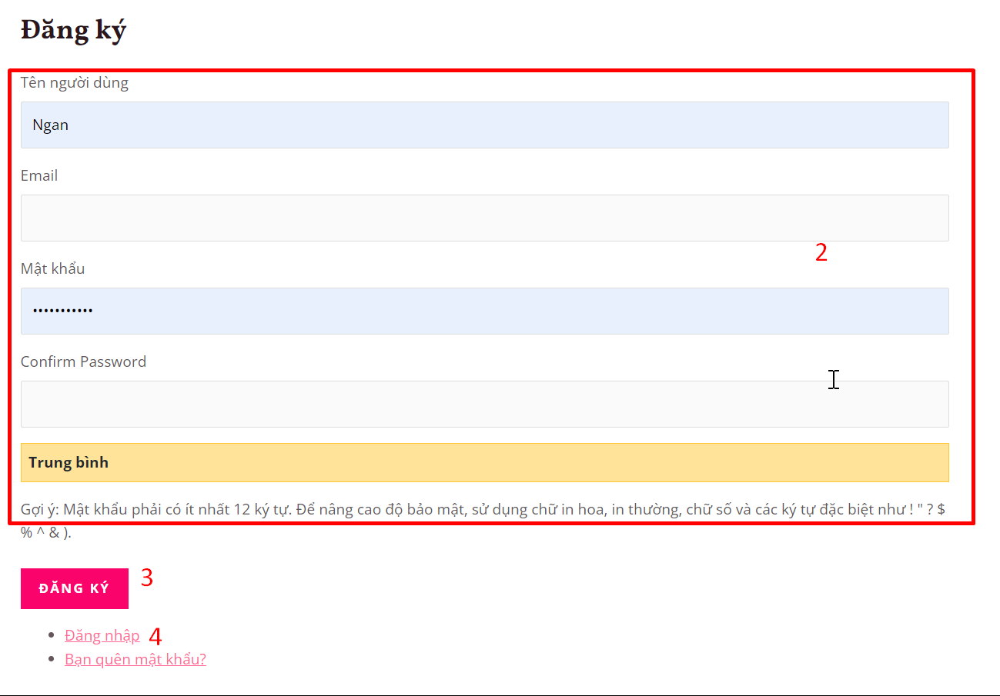 Đăng ký
Tên người dùng
Ngan
Email
2
Mật khẩu
•••••••••••
Confirm Password
Trung bình
Gợi ý: Mật khẩu phải có ít nhất 12 ký tự. Để nâng cao độ bảo mật, sử dụng chữ in hoa, in thường, chữ số và các ký tự đặc biệt như ! " ? $
% ^ & ).
ĐĂNG KÝ 3
Đăng nhập 4
Bạn quên mật khẩu?